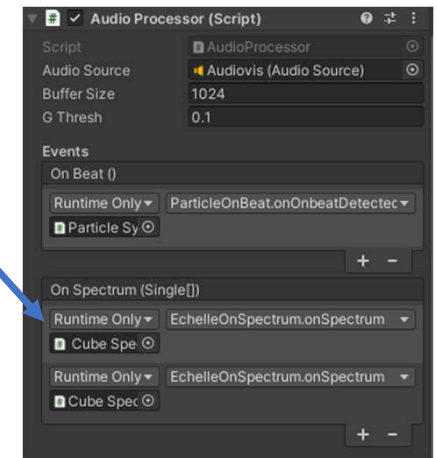 Audio Processor (Script)
Script AudioProcessor
Audio Source Audiovis (Audio Source)
Buffer Size 1024
G Thresh 0.1
Events
On Beat ()
Runtime Only ParticleOnBeat.onOnbeatDetected
Particle Sy
On Spectrum (Single[])
Runtime Only EchelleOnSpectrum.onSpectrum
Cube Spe
Runtime Only EchelleOnSpectrum.onSpectrum
Cube Spec